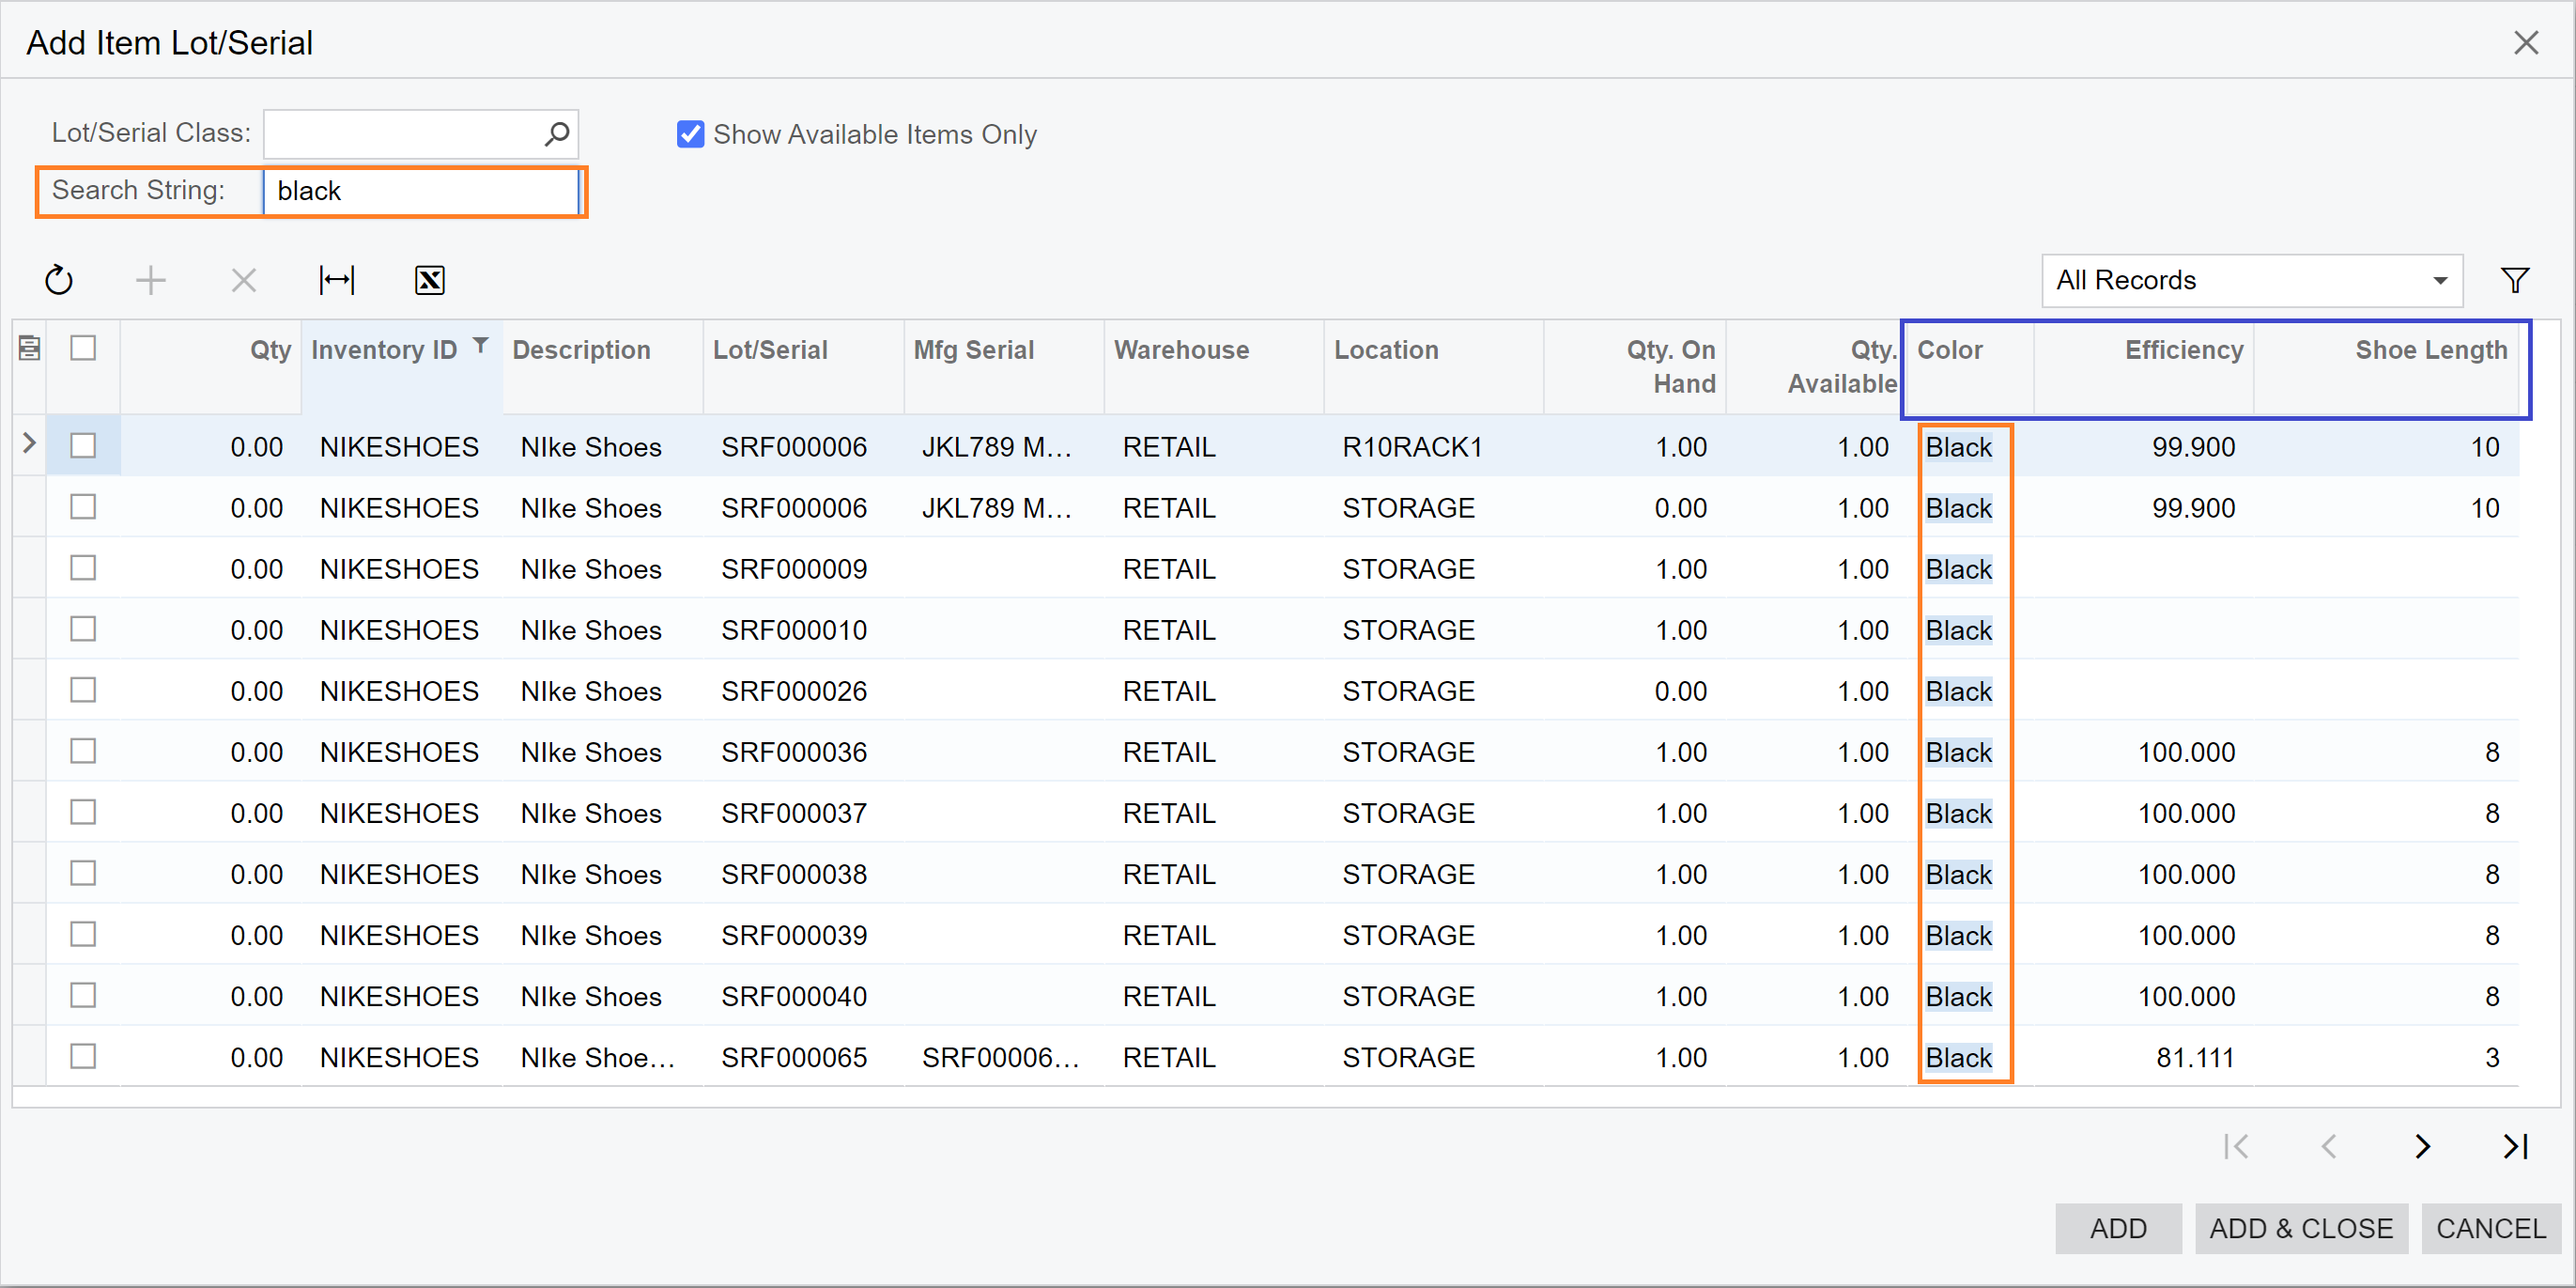 Add Item Lot/Serial
Lot/Serial Class:
Show Available Items Only
Search String: black
All Records
Qty Inventory ID Description Lot/Serial Mfg Serial Warehouse Location Qty. On Hand Qty. Available Color Efficiency Shoe Length
0.00 NIKESHOES NIke Shoes SRF000006 JKL789 M... RETAIL R10RACK1 1.00 1.00 Black 99.900 10
0.00 NIKESHOES NIke Shoes SRF000006 JKL789 M... RETAIL STORAGE 0.00 1.00 Black 99.900 10
0.00 NIKESHOES NIke Shoes SRF000009 RETAIL STORAGE 1.00 1.00 Black
0.00 NIKESHOES NIke Shoes SRF000010 RETAIL STORAGE 1.00 1.00 Black
0.00 NIKESHOES NIke Shoes SRF000026 RETAIL STORAGE 0.00 1.00 Black
0.00 NIKESHOES NIke Shoes SRF000036 RETAIL STORAGE 1.00 1.00 Black 100.000 8
0.00 NIKESHOES NIke Shoes SRF000037 RETAIL STORAGE 1.00 1.00 Black 100.000 8
0.00 NIKESHOES NIke Shoes SRF000038 RETAIL STORAGE 1.00 1.00 Black 100.000 8
0.00 NIKESHOES NIke Shoes SRF000039 RETAIL STORAGE 1.00 1.00 Black 100.000 8
0.00 NIKESHOES NIke Shoes SRF000040 RETAIL STORAGE 1.00 1.00 Black 100.000 8
0.00 NIKESHOES NIke Shoe... SRF000065 SRF00006... RETAIL STORAGE 1.00 1.00 Black 81.111 3
ADD ADD & CLOSE CANCEL